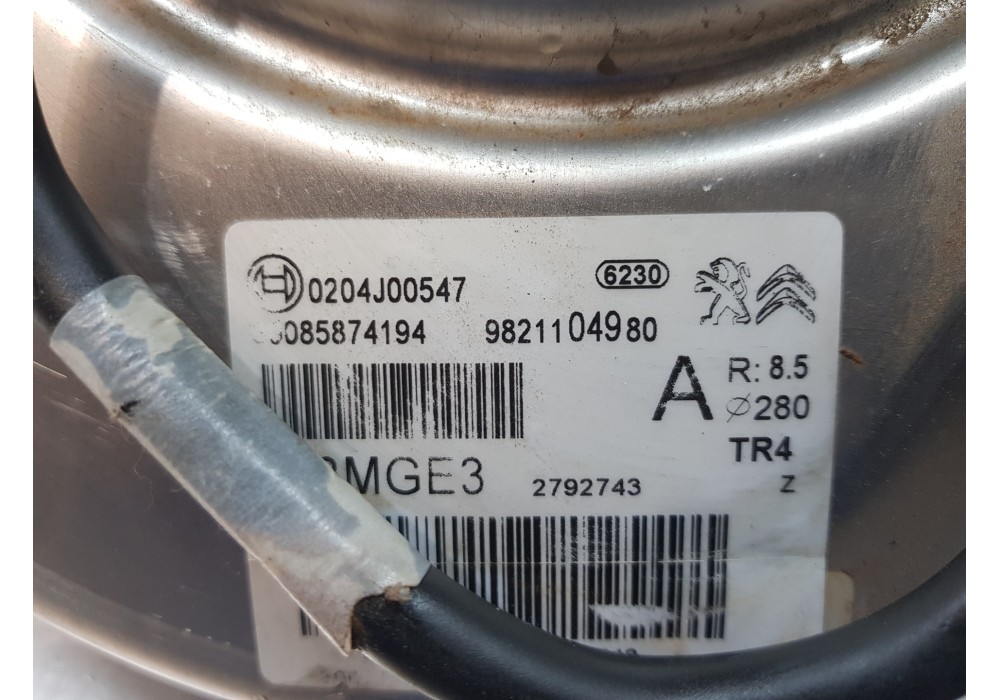 0204J00547 6230
085874194 9821104980
A R: 8.5
⌀280
TR4
MGE3 2792743 Z